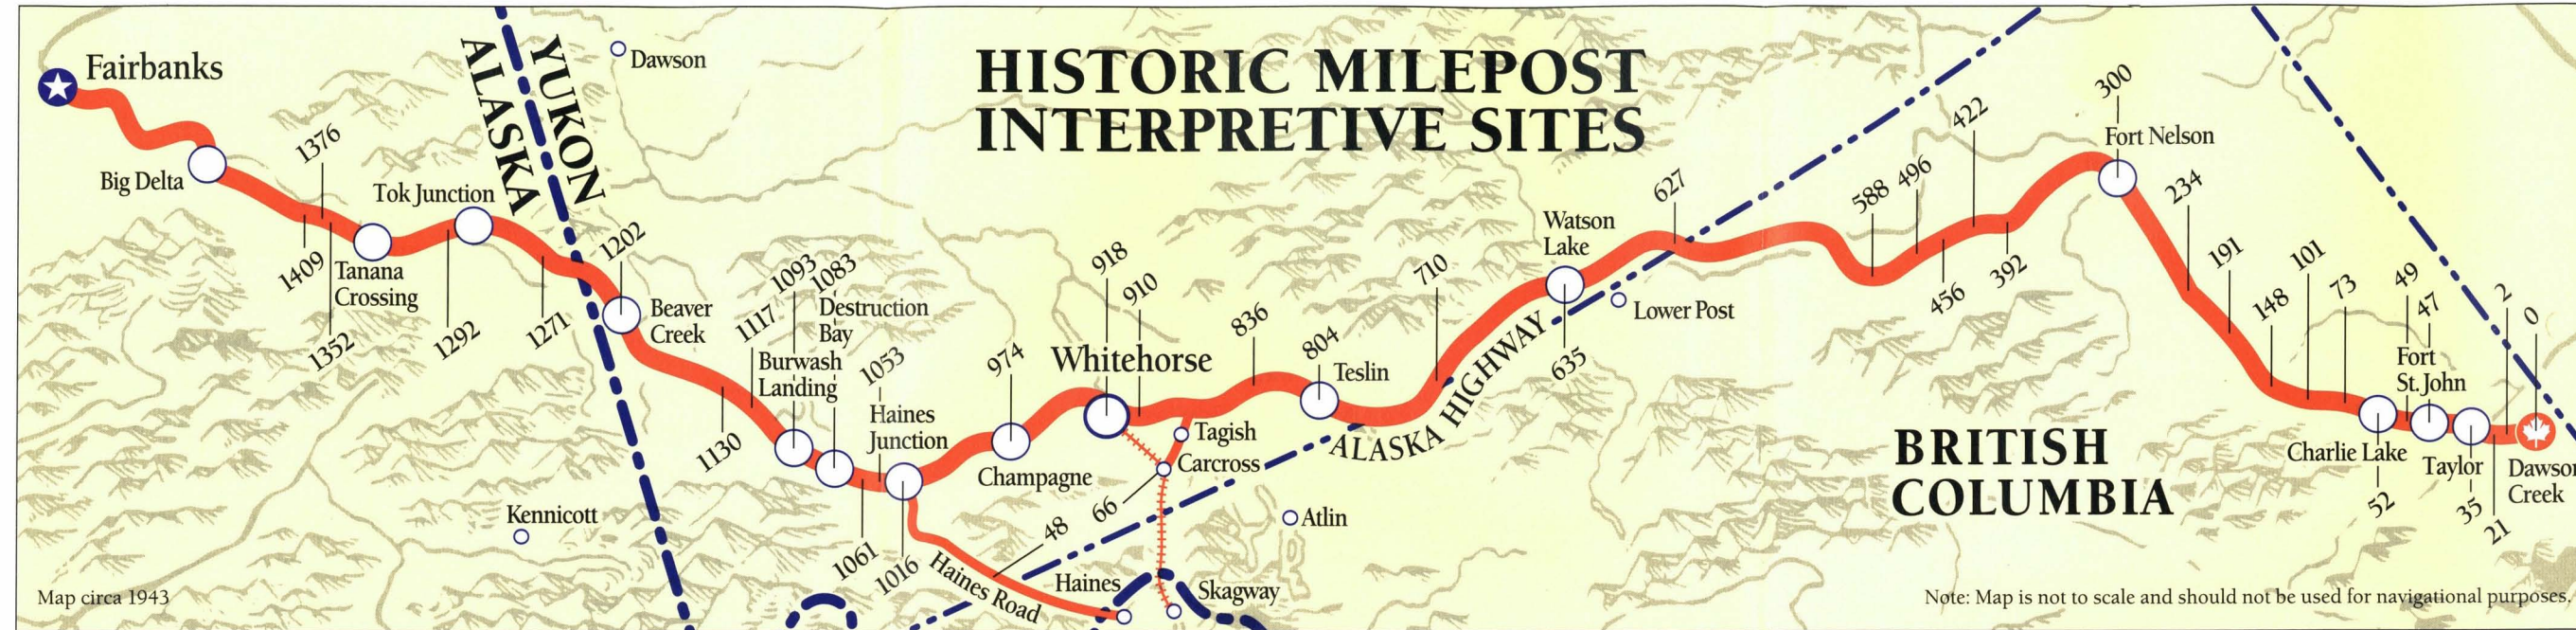 HISTORIC MILEPOST
INTERPRETIVE SITES
Fairbanks
Big Delta
1376
1409
1352
Tanana
Crossing
Tok Junction
1292
1271
ALASKA
YUKON
Dawson
1202
Beaver
Creek
1130
1117
1093
1083
Destruction
Bay
Burwash
Landing
1053
Haines
Junction
1061
1016
Kennicott
974
Champagne
918
910
Whitehorse
836
804
Teslin
Tagish
Carcross
66
48
Haines Road
Haines
Skagway
Atlin
710
ALASKA HIGHWAY
Watson
Lake
635
627
Lower Post
588
496
456
422
392
300
Fort Nelson
234
191
148
101
73
49
47
Fort
St. John
2
0
Charlie Lake
52
Taylor
35
21
Dawson
Creek
BRITISH
COLUMBIA
Map circa 1943
Note: Map is not to scale and should not be used for navigational purposes.